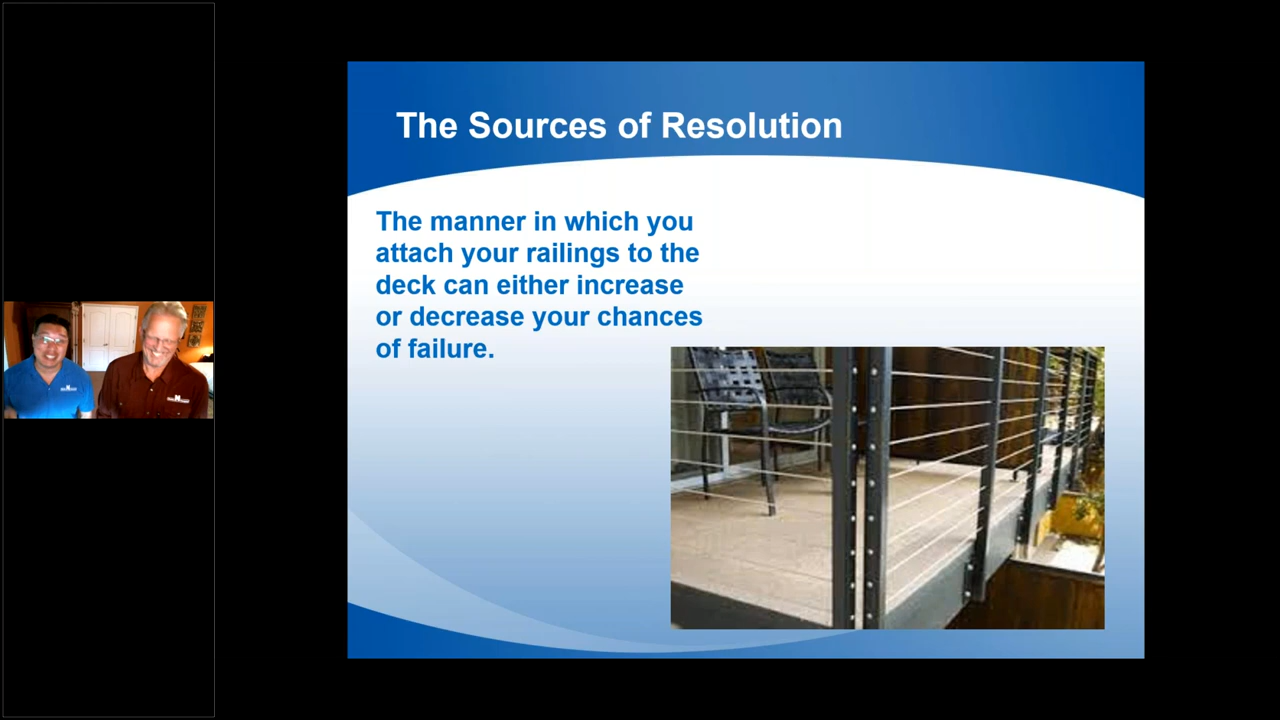 The Sources of Resolution
The manner in which you
attach your railings to the
deck can either increase
or decrease your chances
of failure.